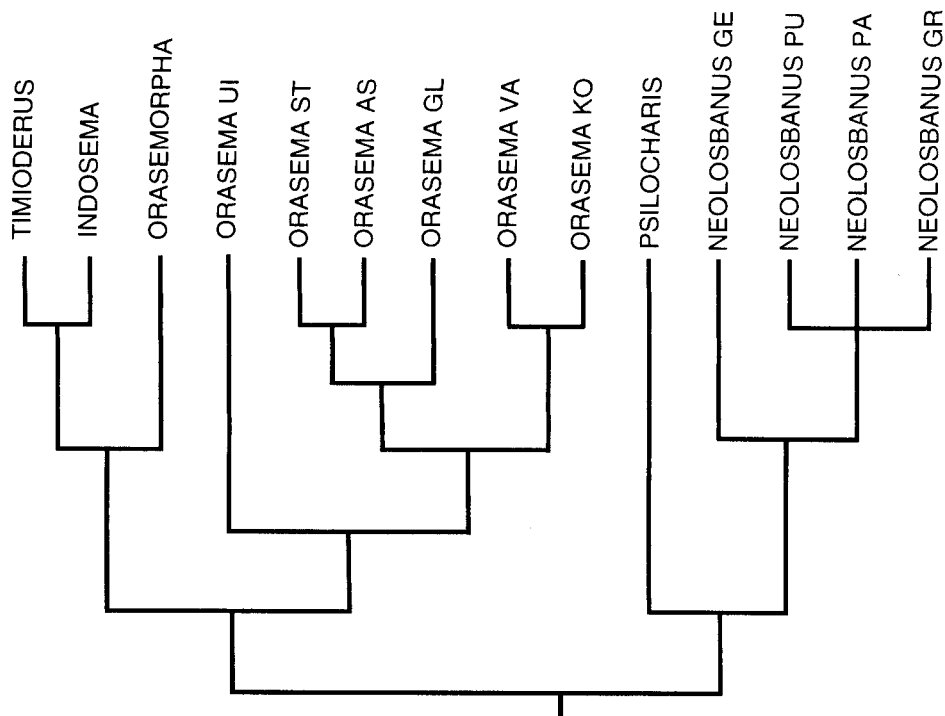 TIMIODERUS
INDOSEMA
ORASEMORPHA
ORASEMA UI
ORASEMA ST
ORASEMA AS
ORASEMA GL
ORASEMA VA
ORASEMA KO
PSILOCHARIS
NEOLOSBANUS GE
NEOLOSBANUS PU
NEOLOSBANUS PA
NEOLOSBANUS GR